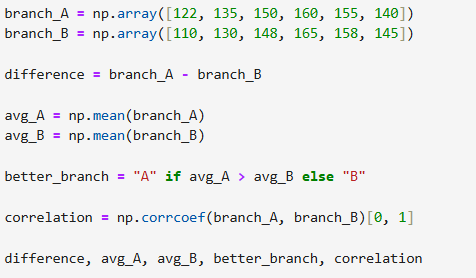 branch_A = np.array([122, 135, 150, 160, 155, 140])
branch_B = np.array([110, 130, 148, 165, 158, 145])
difference = branch_A - branch_B
avg_A = np.mean(branch_A)
avg_B = np.mean(branch_B)
better_branch = "A" if avg_A > avg_B else "B"
correlation = np.corrcoef(branch_A, branch_B)[0, 1]
difference, avg_A, avg_B, better_branch, correlation